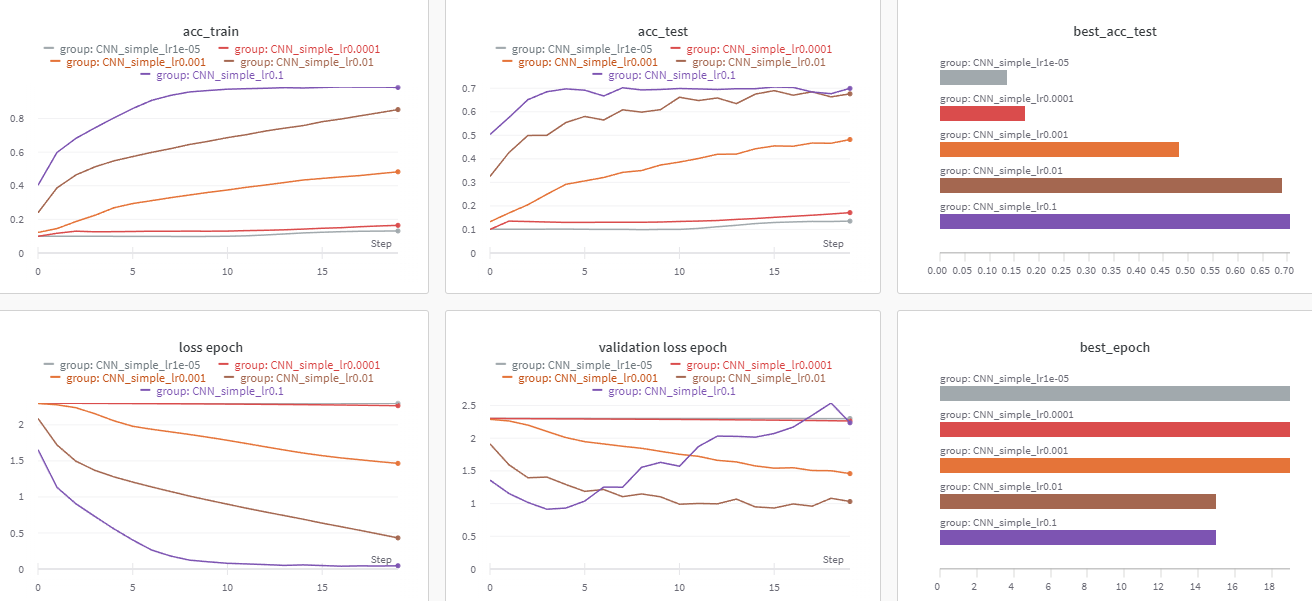 acc_train
group: CNN_simple_lr1e-05 group: CNN_simple_lr0.0001
group: CNN_simple_lr0.001 group: CNN_simple_lr0.01
group: CNN_simple_lr0.1
0.8
0.6
0.4
0.2
0
Step
0 5 10 15
acc_test
group: CNN_simple_lr1e-05 group: CNN_simple_lr0.0001
group: CNN_simple_lr0.001 group: CNN_simple_lr0.01
group: CNN_simple_lr0.1
0.7
0.6
0.5
0.4
0.3
0.2
0.1
0
Step
0 5 10 15
best_acc_test
group: CNN_simple_lr1e-05
group: CNN_simple_lr0.0001
group: CNN_simple_lr0.001
group: CNN_simple_lr0.01
group: CNN_simple_lr0.1
0.00 0.05 0.10 0.15 0.20 0.25 0.30 0.35 0.40 0.45 0.50 0.55 0.60 0.65 0.70
loss epoch
group: CNN_simple_lr1e-05 group: CNN_simple_lr0.0001
group: CNN_simple_lr0.001 group: CNN_simple_lr0.01
group: CNN_simple_lr0.1
2
1.5
1
0.5
0
Step
0 5 10 15
validation loss epoch
group: CNN_simple_lr1e-05 group: CNN_simple_lr0.0001
group: CNN_simple_lr0.001 group: CNN_simple_lr0.01
group: CNN_simple_lr0.1
2.5
2
1.5
1
0.5
0
Step
0 5 10 15
best_epoch
group: CNN_simple_lr1e-05
group: CNN_simple_lr0.0001
group: CNN_simple_lr0.001
group: CNN_simple_lr0.01
group: CNN_simple_lr0.1
0 2 4 6 8 10 12 14 16 18